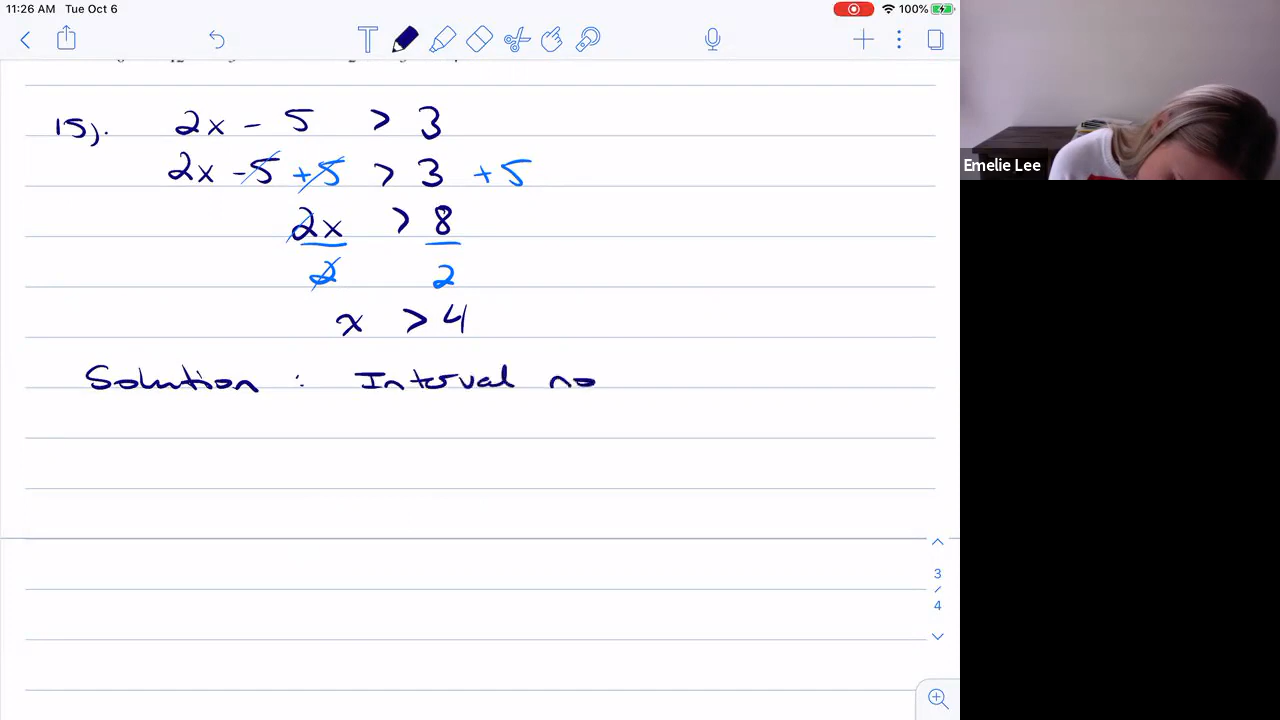 11:26 AM Tue Oct 6
100%
15). 2x - 5 > 3
2x - 5 + 5 > 3 + 5
2x > 8
2 2
x > 4
Solution : Interval no
Emelie Lee
3
/
4